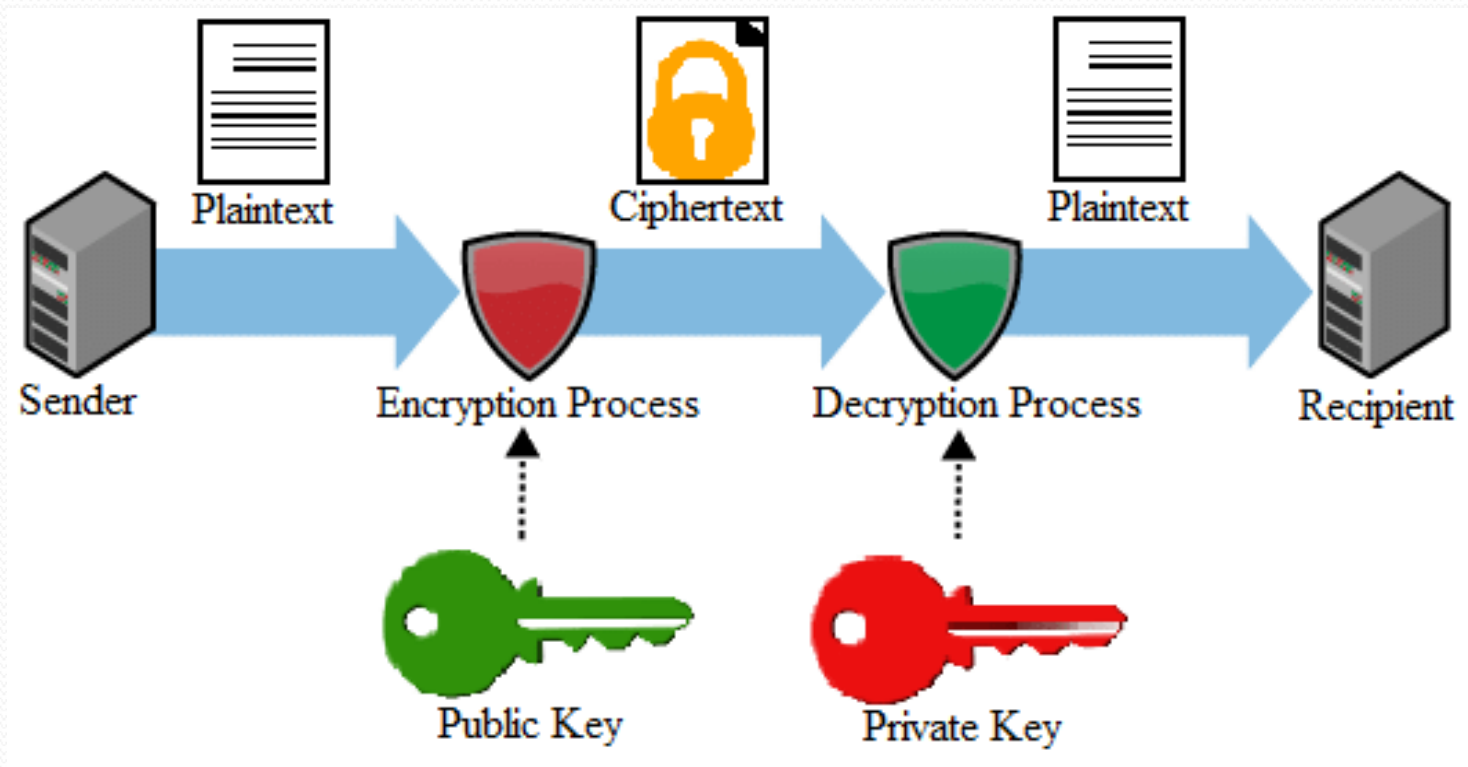 Plaintext
Ciphertext
Plaintext
Sender
Encryption Process
Decryption Process
Recipient
Public Key
Private Key